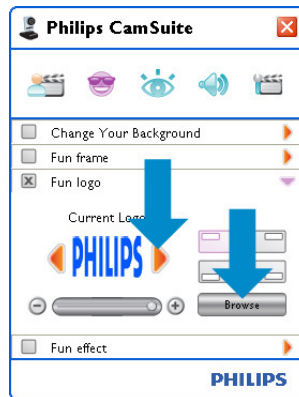 Philips CamSuite
Change Your Background
Fun frame
Fun logo
Current Logo
PHILIPS
Browse
Fun effect
PHILIPS